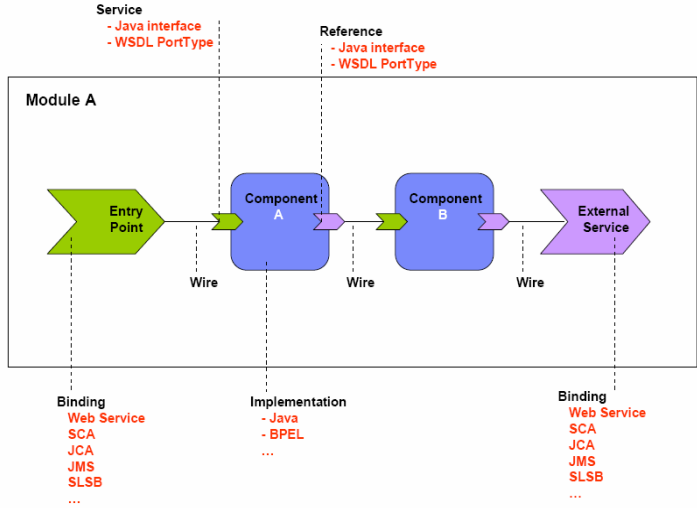 Service
- Java interface
- WSDL PortType
Reference
- Java interface
- WSDL PortType
Module A
Entry
Point
Component
A
Component
B
External
Service
Wire
Wire
Wire
Binding
Web Service
SCA
JCA
JMS
SLSB
...
Implementation
- Java
- BPEL
...
Binding
Web Service
SCA
JCA
JMS
SLSB
...